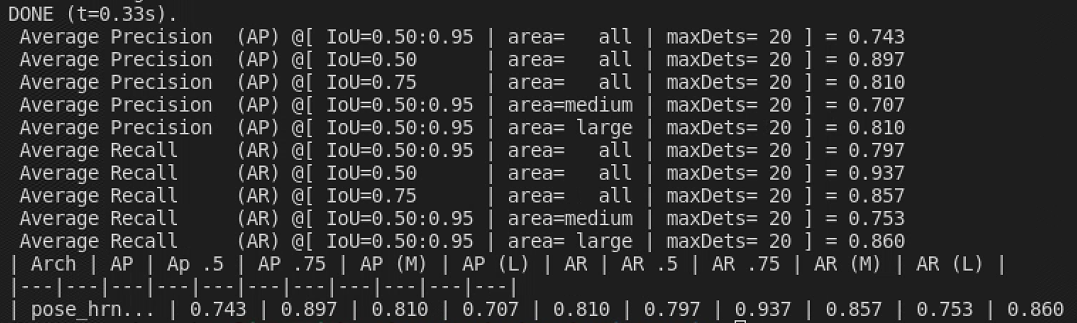 DONE (t=0.33s).
Average Precision  (AP) @[ IoU=0.50:0.95 | area=   all | maxDets= 20 ] = 0.743
Average Precision  (AP) @[ IoU=0.50      | area=   all | maxDets= 20 ] = 0.897
Average Precision  (AP) @[ IoU=0.75      | area=   all | maxDets= 20 ] = 0.810
Average Precision  (AP) @[ IoU=0.50:0.95 | area=medium | maxDets= 20 ] = 0.707
Average Precision  (AP) @[ IoU=0.50:0.95 | area= large | maxDets= 20 ] = 0.810
Average Recall     (AR) @[ IoU=0.50:0.95 | area=   all | maxDets= 20 ] = 0.797
Average Recall     (AR) @[ IoU=0.50      | area=   all | maxDets= 20 ] = 0.937
Average Recall     (AR) @[ IoU=0.75      | area=   all | maxDets= 20 ] = 0.857
Average Recall     (AR) @[ IoU=0.50:0.95 | area=medium | maxDets= 20 ] = 0.753
Average Recall     (AR) @[ IoU=0.50:0.95 | area= large | maxDets= 20 ] = 0.860
| Arch | AP | Ap .5 | AP .75 | AP (M) | AP (L) | AR | AR .5 | AR .75 | AR (M) | AR (L) |
|---|---|---|---|---|---|---|---|---|---|---|
| pose_hrn... | 0.743 | 0.897 | 0.810 | 0.707 | 0.810 | 0.797 | 0.937 | 0.857 | 0.753 | 0.860